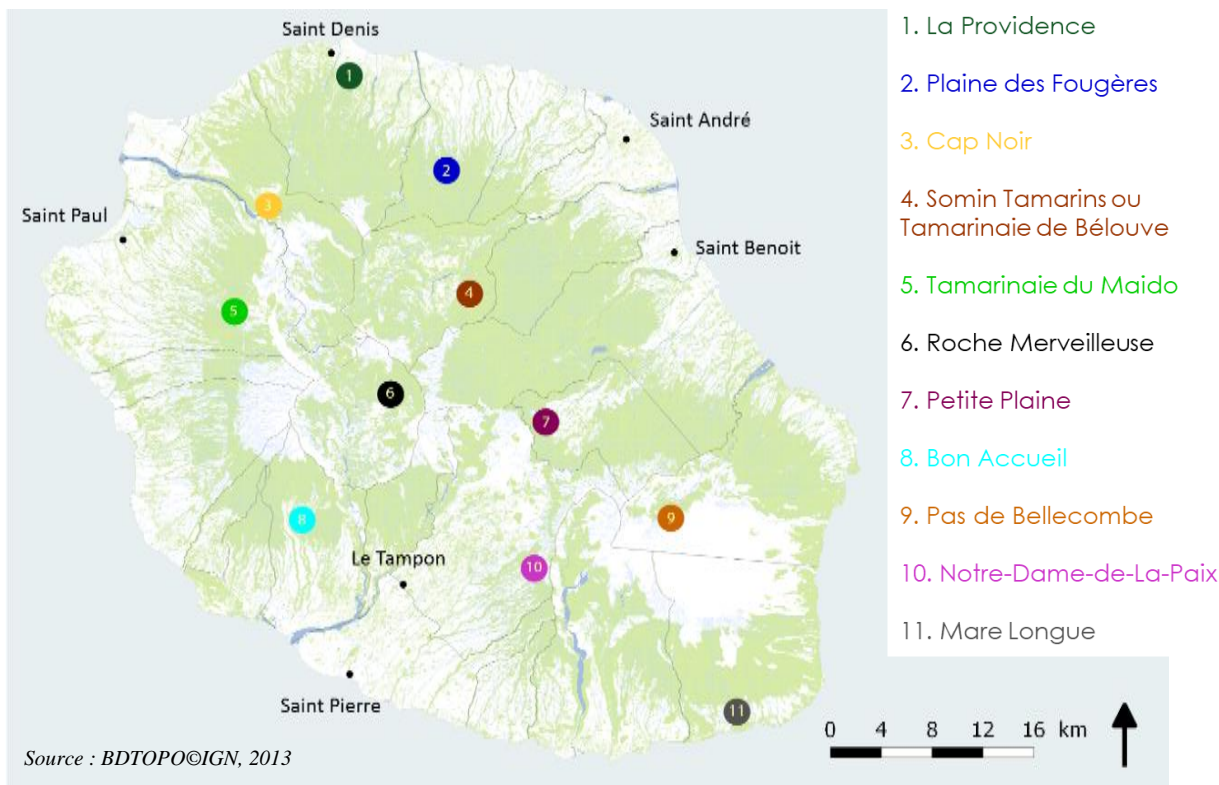 Saint Denis
1
Saint André
2
3
Saint Paul
Saint Benoit
4
5
6
7
8
9
Le Tampon
10
Saint Pierre
11
0 4 8 12 16 km
Source : BDTOPO©IGN, 2013
1. La Providence
2. Plaine des Fougères
3. Cap Noir
4. Somin Tamarins ou
Tamarinaie de Bélouve
5. Tamarinaie du Maido
6. Roche Merveilleuse
7. Petite Plaine
8. Bon Accueil
9. Pas de Bellecombe
10. Notre-Dame-de-La-Paix
11. Mare Longue